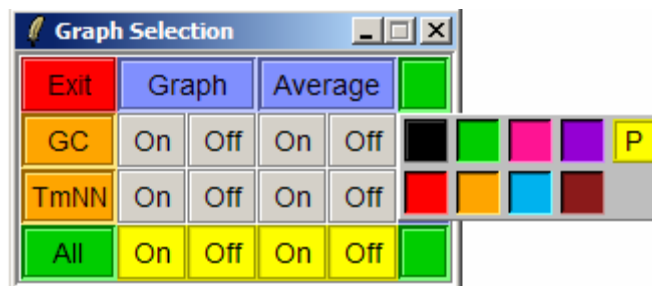 Graph Selection
Exit Graph Average
GC On Off On Off P
TmNN On Off On Off
All On Off On Off